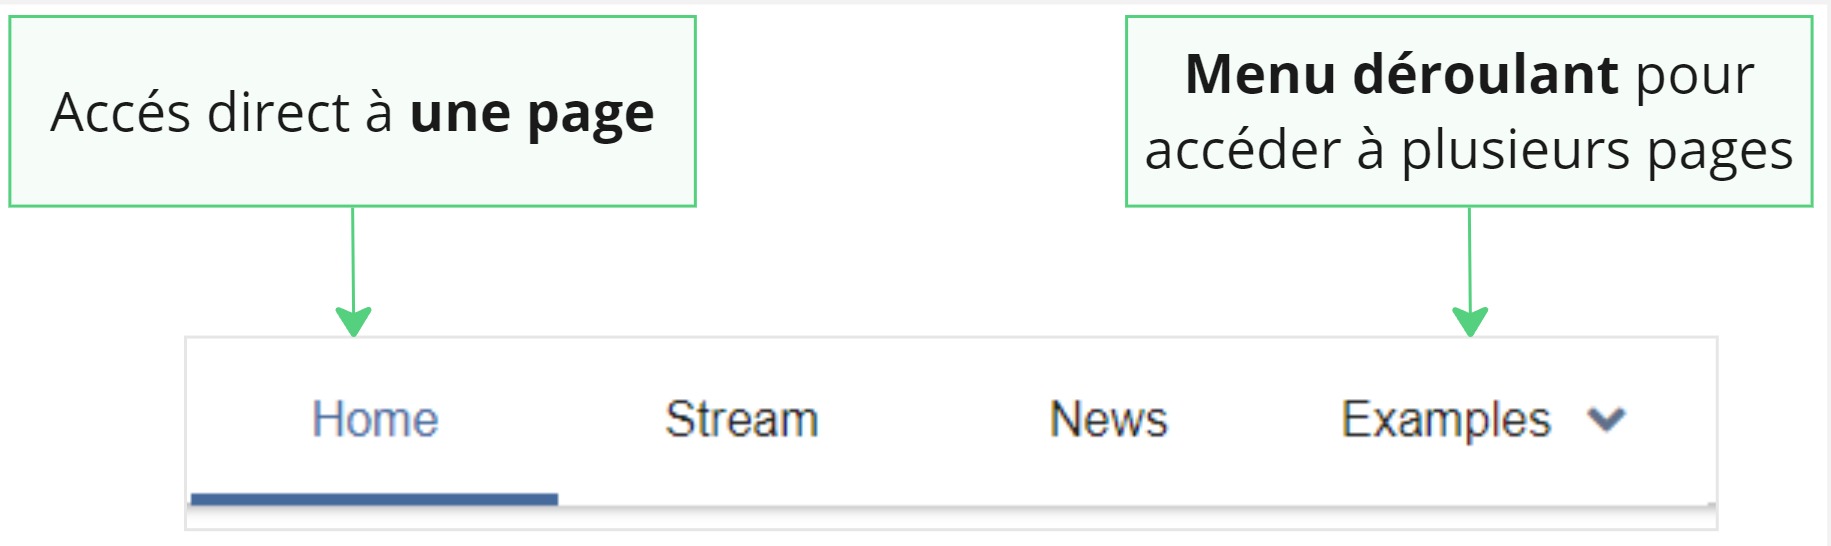 Accés direct à une page
Menu déroulant pour
accéder à plusieurs pages
Home Stream News Examples